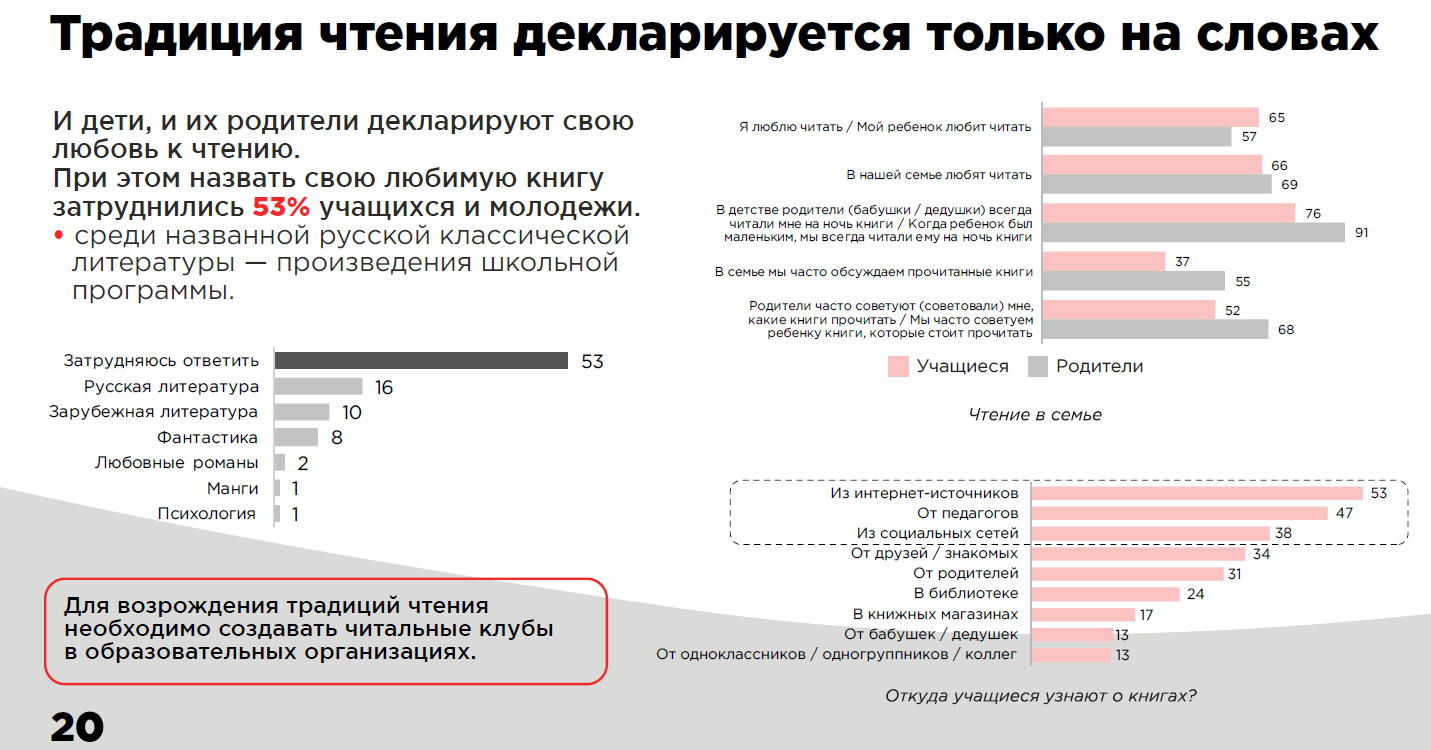 Традиция чтения декларируется только на словах
И дети, и их родители декларируют свою
любовь к чтению.
При этом назвать свою любимую книгу
затруднились 53% учащихся и молодежи.
• среди названной русской классической
литературы — произведения школьной
программы.
Затрудняюсь ответить 53
Русская литература 16
Зарубежная литература 10
Фантастика 8
Любовные романы 2
Манги 1
Психология 1
Для возрождения традиций чтения
необходимо создавать читальные клубы
в образовательных организациях.
20
Я люблю читать / Мой ребенок любит читать
65
57
В нашей семье любят читать
66
69
В детстве родители (бабушки / дедушки) всегда
читали мне на ночь книги / Когда ребенок был
маленьким, мы всегда читали ему на ночь книги
76
91
В семье мы часто обсуждаем прочитанные книги
37
55
Родители часто советуют (советовали) мне,
какие книги прочитать / Мы часто советуем
ребенку книги, которые стоит прочитать
52
68
Учащиеся Родители
Чтение в семье
Из интернет-источников 53
От педагогов 47
Из социальных сетей 38
От друзей / знакомых 34
От родителей 31
В библиотеке 24
В книжных магазинах 17
От бабушек / дедушек 13
От одноклассников / одногруппников / коллег 13
Откуда учащиеся узнают о книгах?